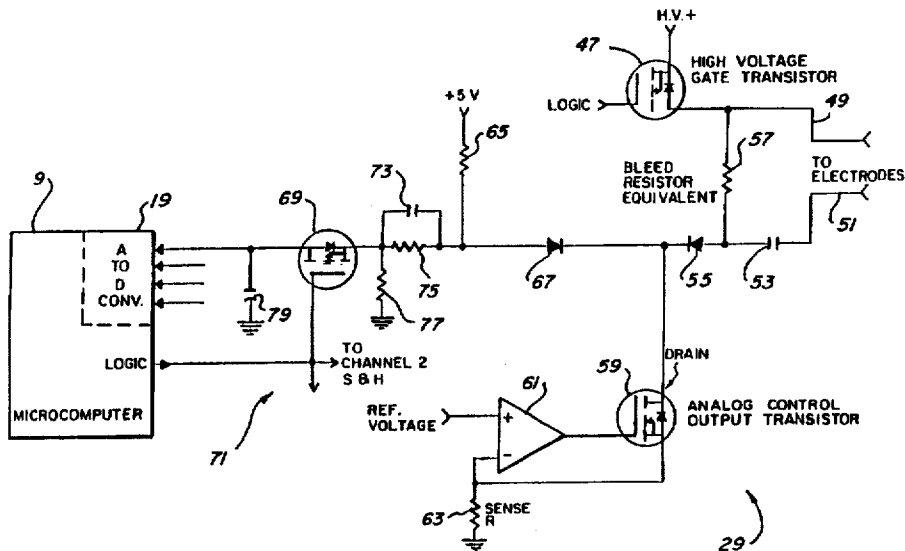 H.V.+
47
HIGH VOLTAGE
GATE TRANSISTOR
+5 V
LOGIC
49
65
57
73
BLEED
RESISTOR
EQUIVALENT
TO
ELECTRODES
9
19
69
51
A
TO
D
CONV.
75
67
55
53
79
77
DRAIN
LOGIC
TO
CHANNEL 2
S & H
61
59
MICROCOMPUTER
REF.
VOLTAGE
+
-
ANALOG CONTROL
OUTPUT TRANSISTOR
71
63
SENSE
R
29